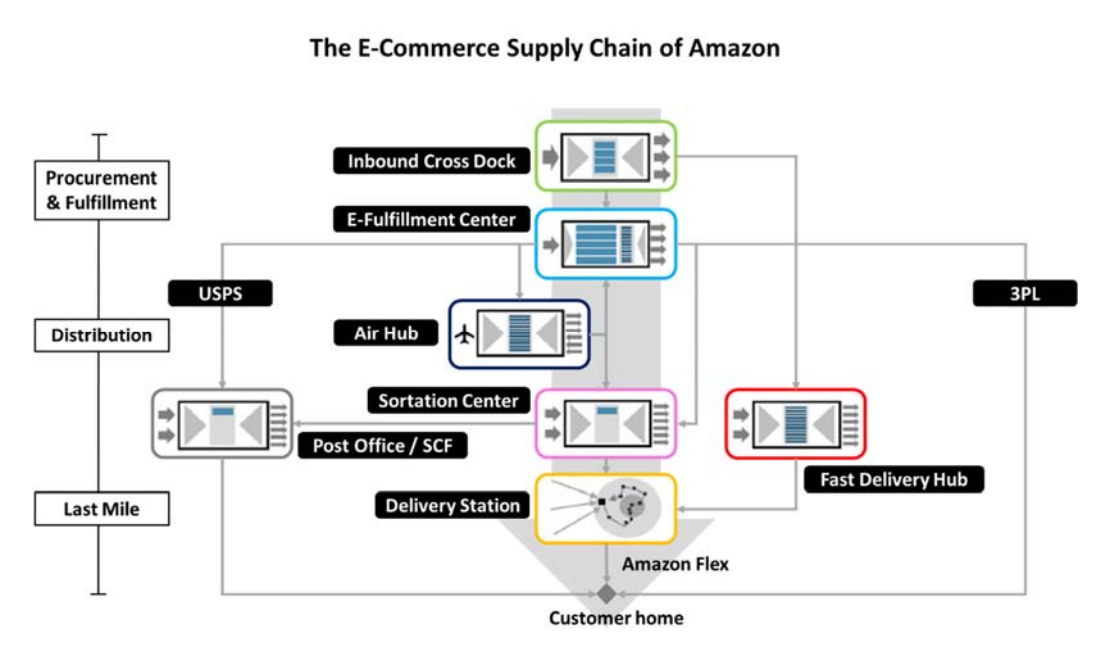 The E-Commerce Supply Chain of Amazon
Procurement
& Fulfillment
Inbound Cross Dock
E-Fulfillment Center
USPS
3PL
Distribution
Air Hub
Sortation Center
Post Office / SCF
Fast Delivery Hub
Last Mile
Delivery Station
Amazon Flex
Customer home